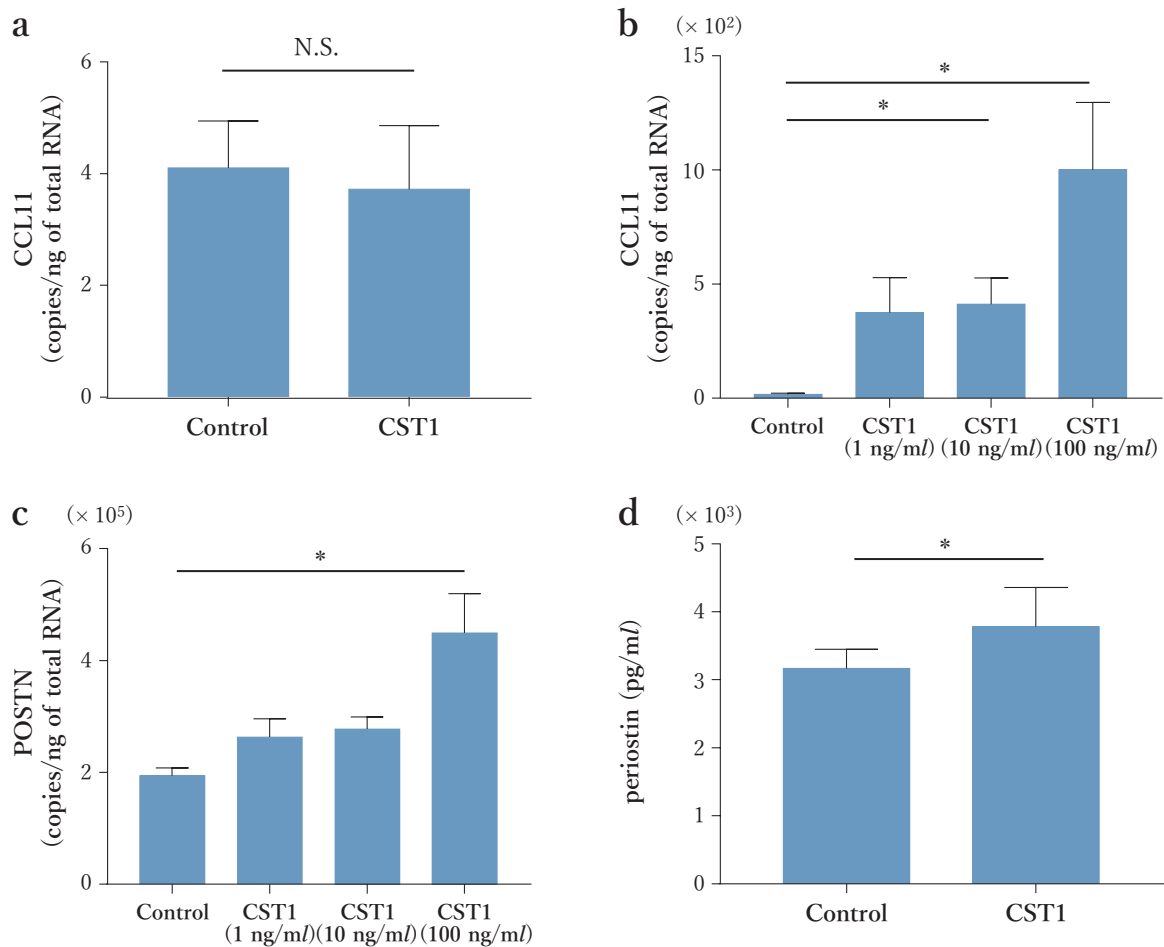 a
N.S.
6
4
2
0
CCL11
(copies/ng of total RNA)
Control
CST1
b
(× 10²)
15
10
5
0
CCL11
(copies/ng of total RNA)
*
*
Control
CST1
(1 ng/ml)
CST1
(10 ng/ml)
CST1
(100 ng/ml)
c
(× 10⁵)
6
4
2
0
POSTN
(copies/ng of total RNA)
*
Control
CST1
(1 ng/ml)
CST1
(10 ng/ml)
CST1
(100 ng/ml)
d
(× 10³)
5
4
3
2
1
0
periostin (pg/ml)
*
Control
CST1